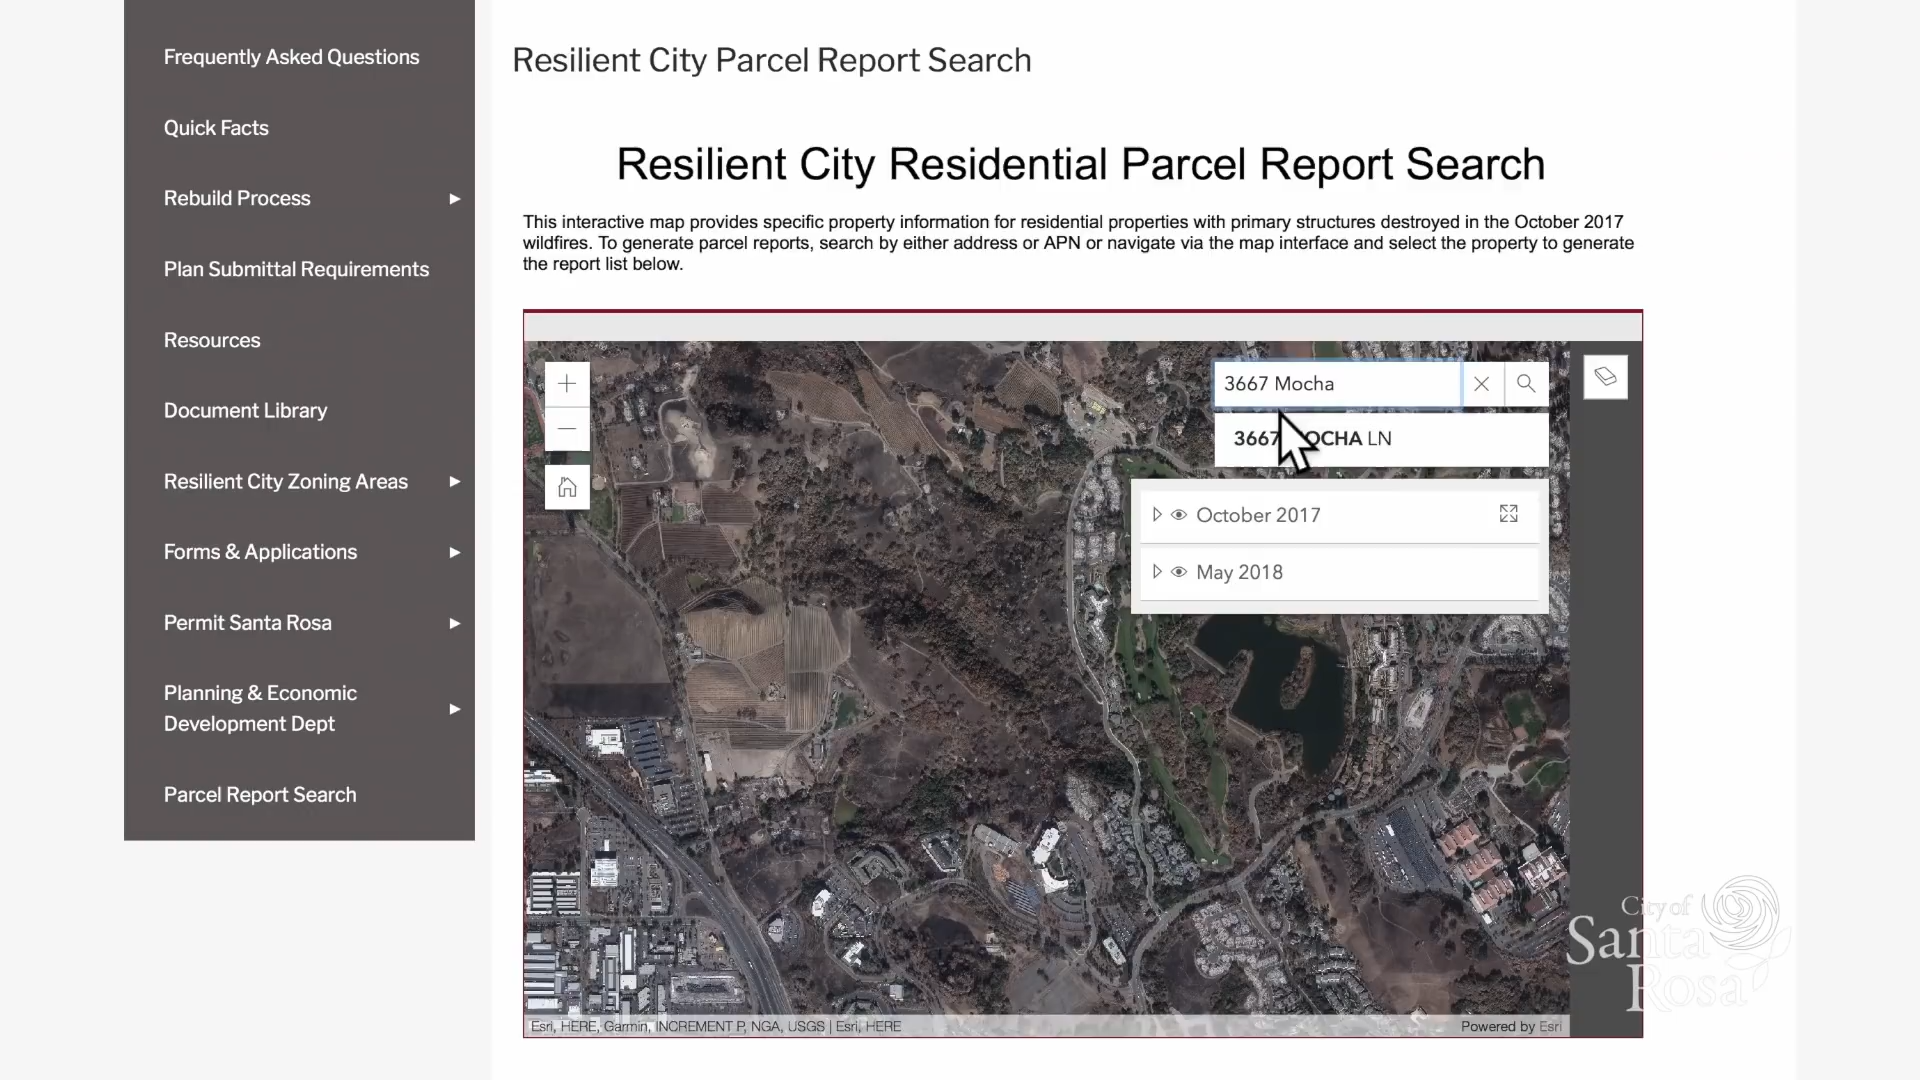 Frequently Asked Questions
Quick Facts
Rebuild Process
Plan Submittal Requirements
Resources
Document Library
Resilient City Zoning Areas
Forms & Applications
Permit Santa Rosa
Planning & Economic
Development Dept
Parcel Report Search
Resilient City Parcel Report Search
Resilient City Residential Parcel Report Search
This interactive map provides specific property information for residential properties with primary structures destroyed in the October 2017
wildfires. To generate parcel reports, search by either address or APN or navigate via the map interface and select the property to generate
the report list below.
3667 Mocha
3667 MOCHA LN
October 2017
May 2018
Esri, HERE, Garmin, INCREMENT P, NGA, USGS | Esri, HERE
Powered by Esri
City of
Santa
Rosa